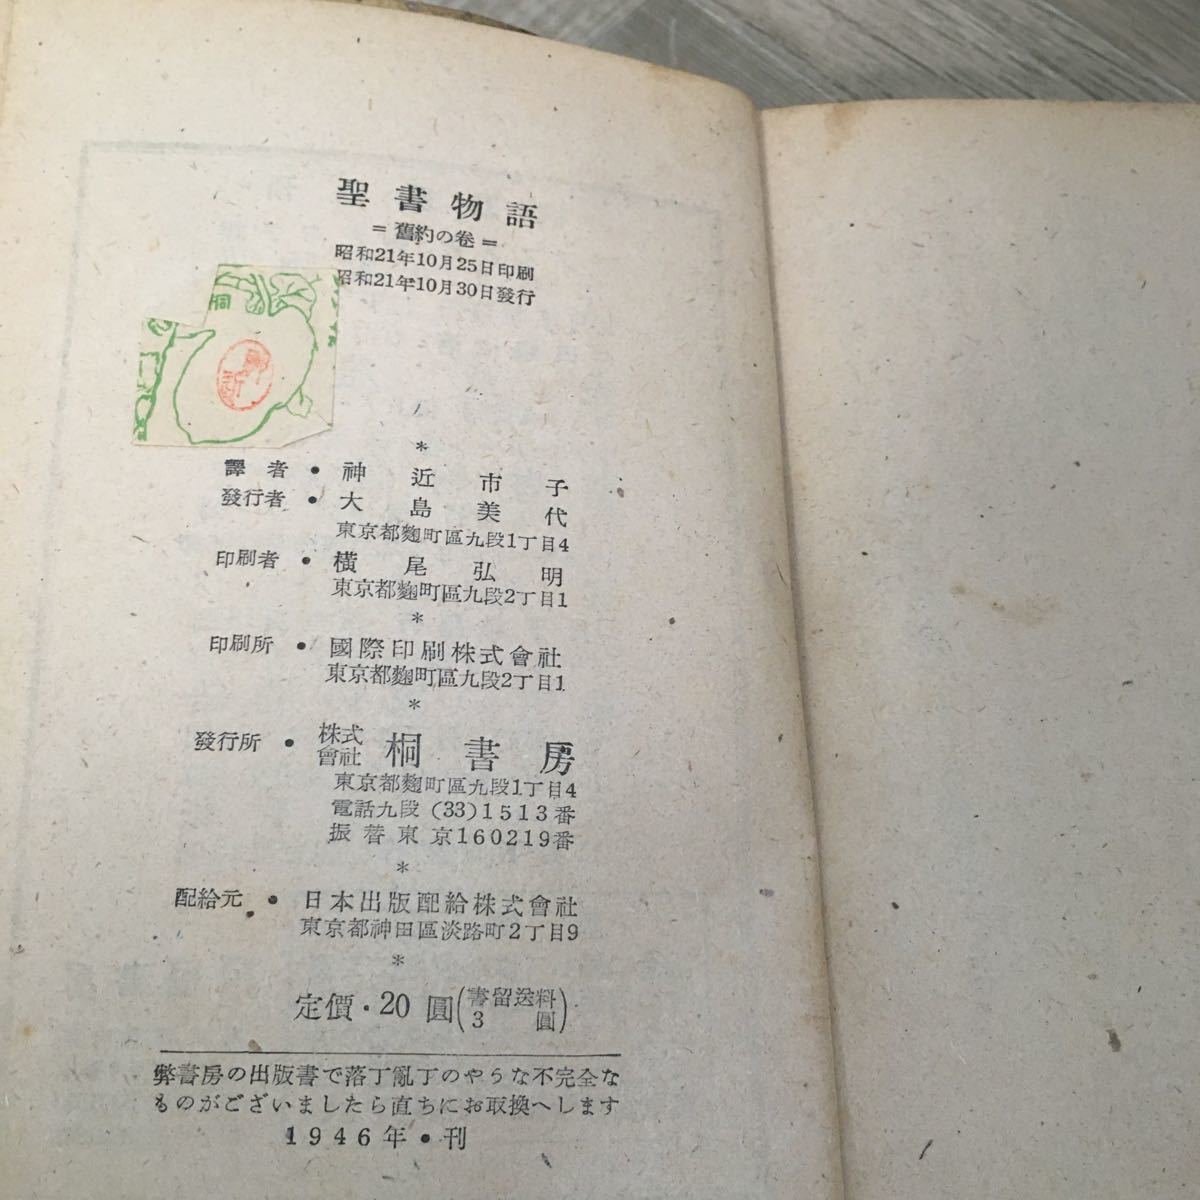 聖書物語
=舊約の卷=
昭和21年10月25日印刷
昭和21年10月30日發行
桐
*
譯者・神近市子
發行者・大島美代
東京都麴町區九段1丁目4
印刷者・橫尾弘明
東京都麴町區九段2丁目1
*
印刷所・國際印刷株式會社
東京都麴町區九段2丁目1
*
發行所・株式會社 桐書房
東京都麴町區九段1丁目4
電話九段(33)1513番
振替東京160219番
*
配給元・日本出版配給株式會社
東京都神田區淡路町2丁目9
*
定價・20圓(書留送料3圓)
弊書房の出版書で落丁亂丁のやうな不完全な
ものがございましたら直ちにお取換へします
1946年・刊